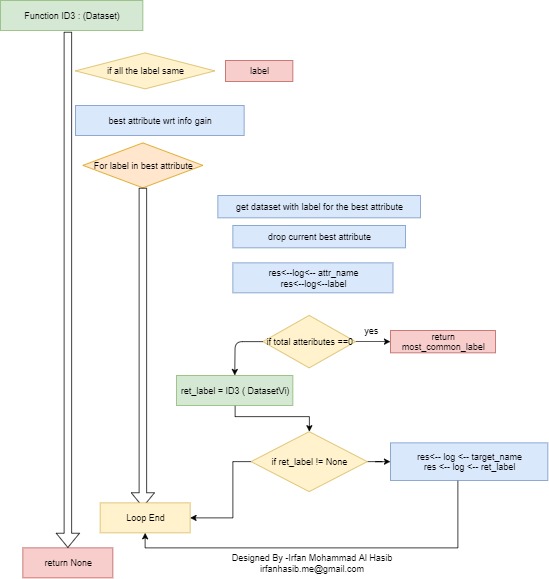 Function ID3 : (Dataset)
if all the label same
label
best attribute wrt info gain
For label in best attribute
get dataset with label for the best attribute
drop current best attribute
res<--log<-- attr_name
res<--log<--label
if total atteributes ==0
yes
return
most_common_label
ret_label = ID3 ( DatasetVi)
if ret_label != None
res<-- log <-- target_name
res <-- log <-- ret_label
Loop End
return None
Designed By -Irfan Mohammad Al Hasib
irfanhasib.me@gmail.com